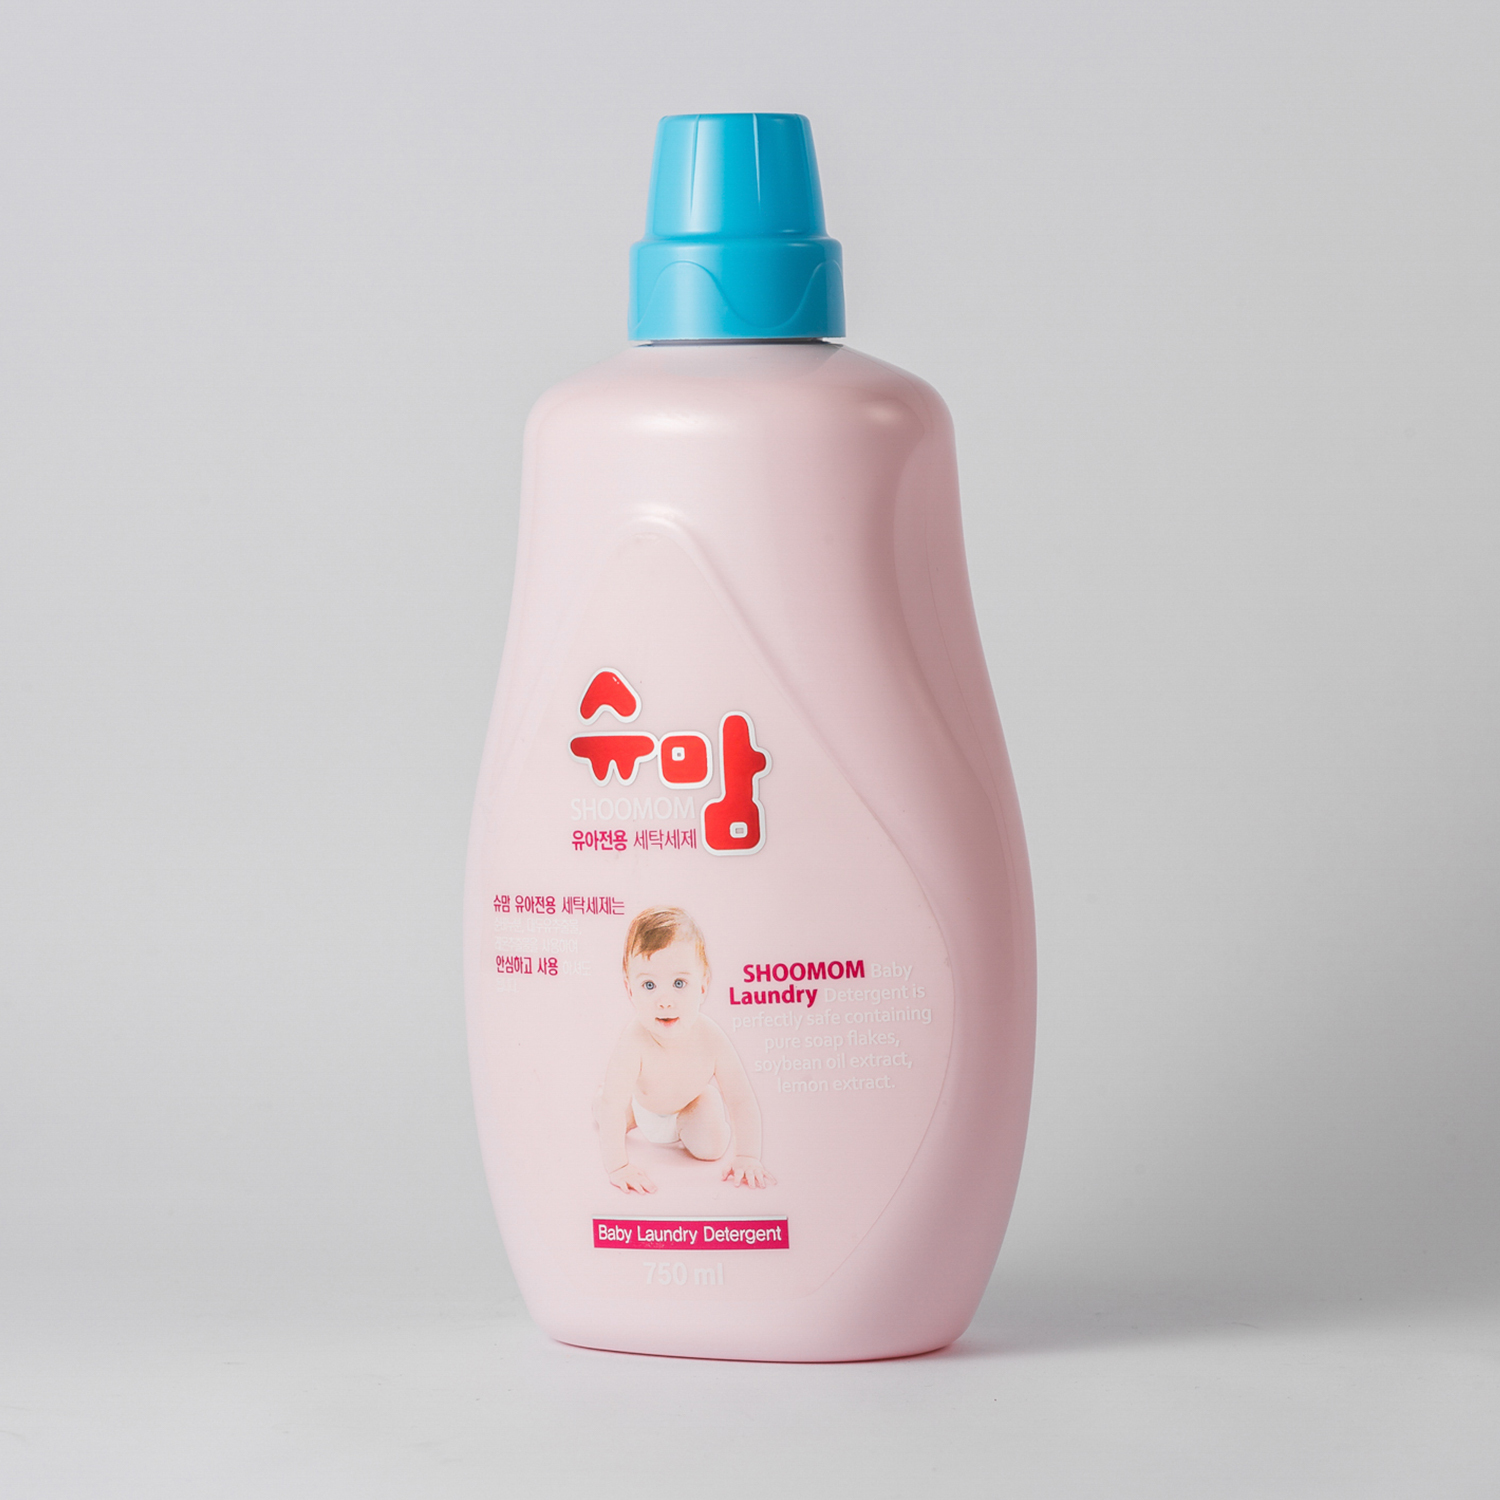 슈맘
SHOOMOM
유아전용 세탁세제
슈맘 유아전용 세탁세제는
안심하고 사용
SHOOMOM Baby
Laundry Detergent is
perfectly safe containing
pure soap flakes,
soybean oil extract,
lemon extract.
Baby Laundry Detergent
750 ml